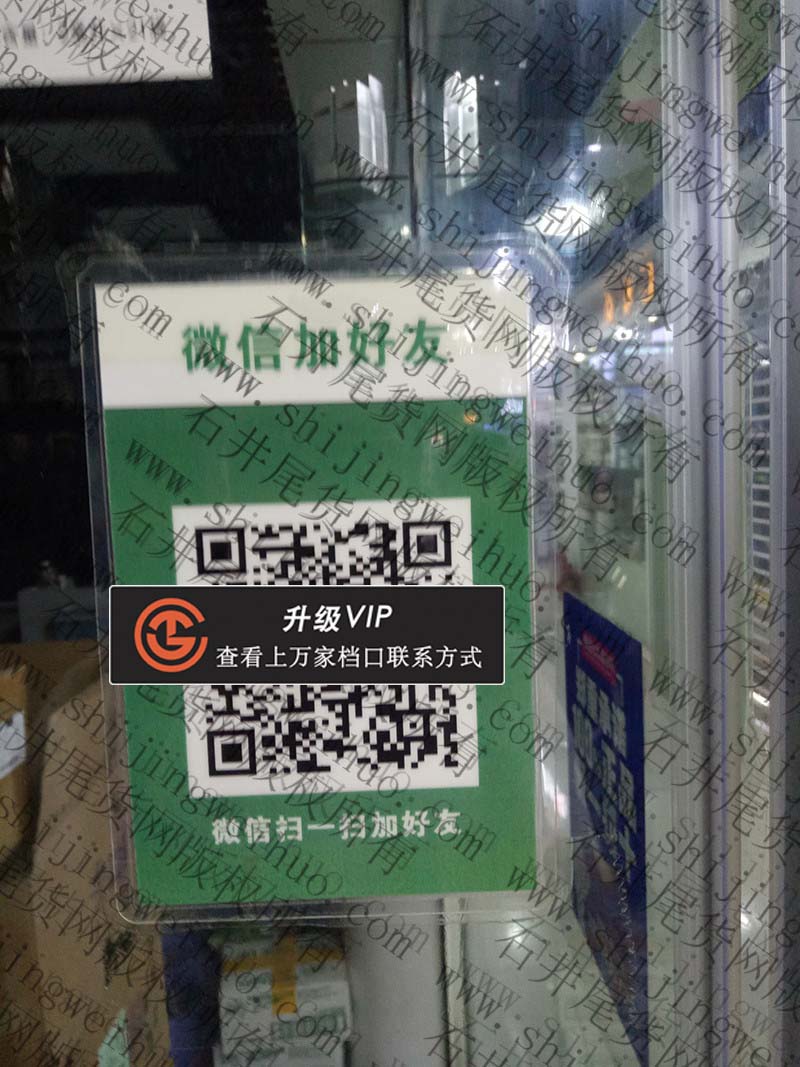 微信加好友
升级VIP
查看上万家档口联系方式
微信扫一扫加好友
www.shijingweihuo.com
石井尾货网版权所有